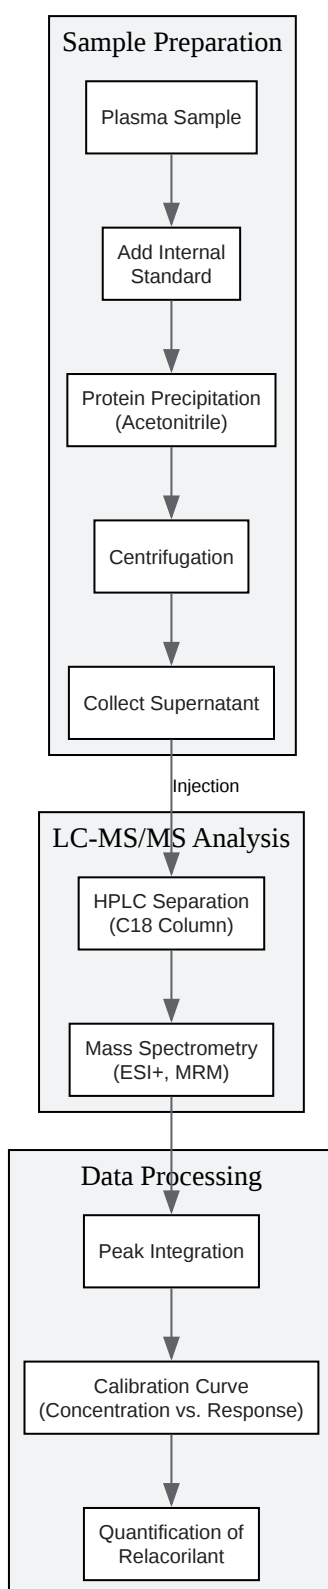 Sample Preparation
Plasma Sample
Add Internal
Standard
Protein Precipitation
(Acetonitrile)
Centrifugation
Collect Supernatant
Injection
LC-MS/MS Analysis
HPLC Separation
(C18 Column)
Mass Spectrometry
(ESI+, MRM)
Data Processing
Peak Integration
Calibration Curve
(Concentration vs. Response)
Quantification of
Relacorilant